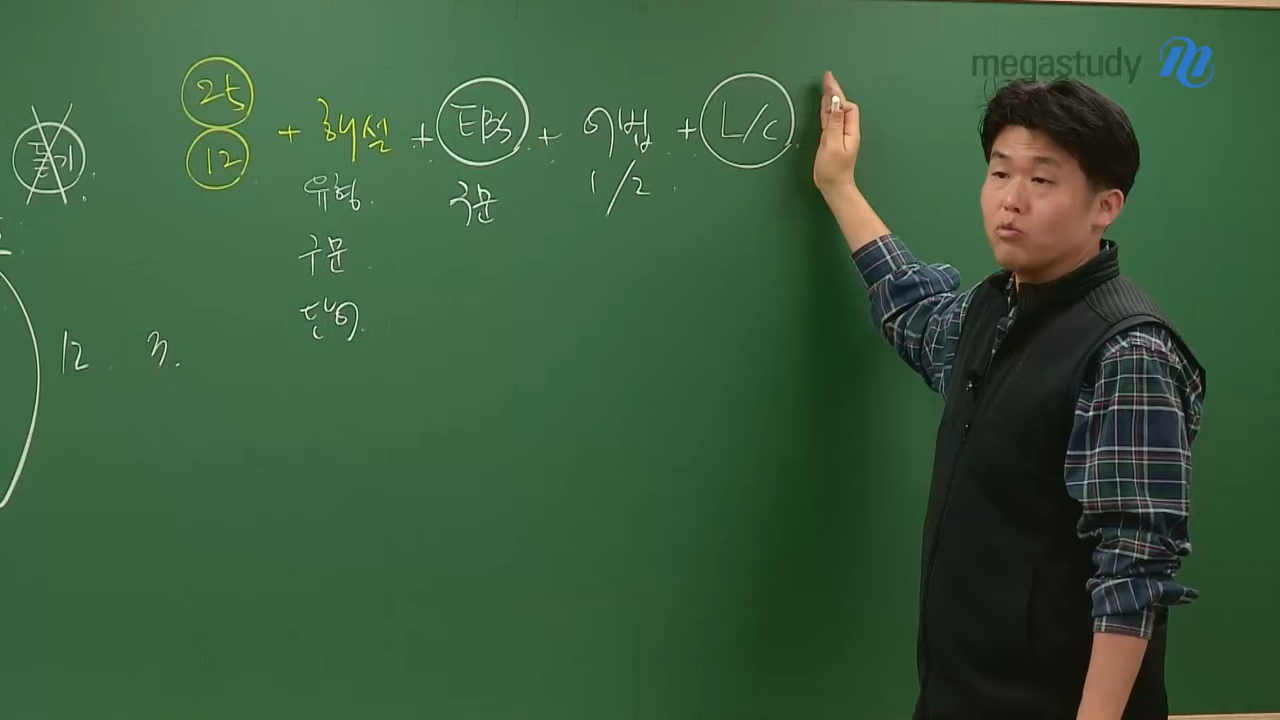 megastudy
듣기.
25
12 + 해설 + EBS + 어법 + L/C.
유형. 구문 1/2.
구문.
단어.
12. 3.